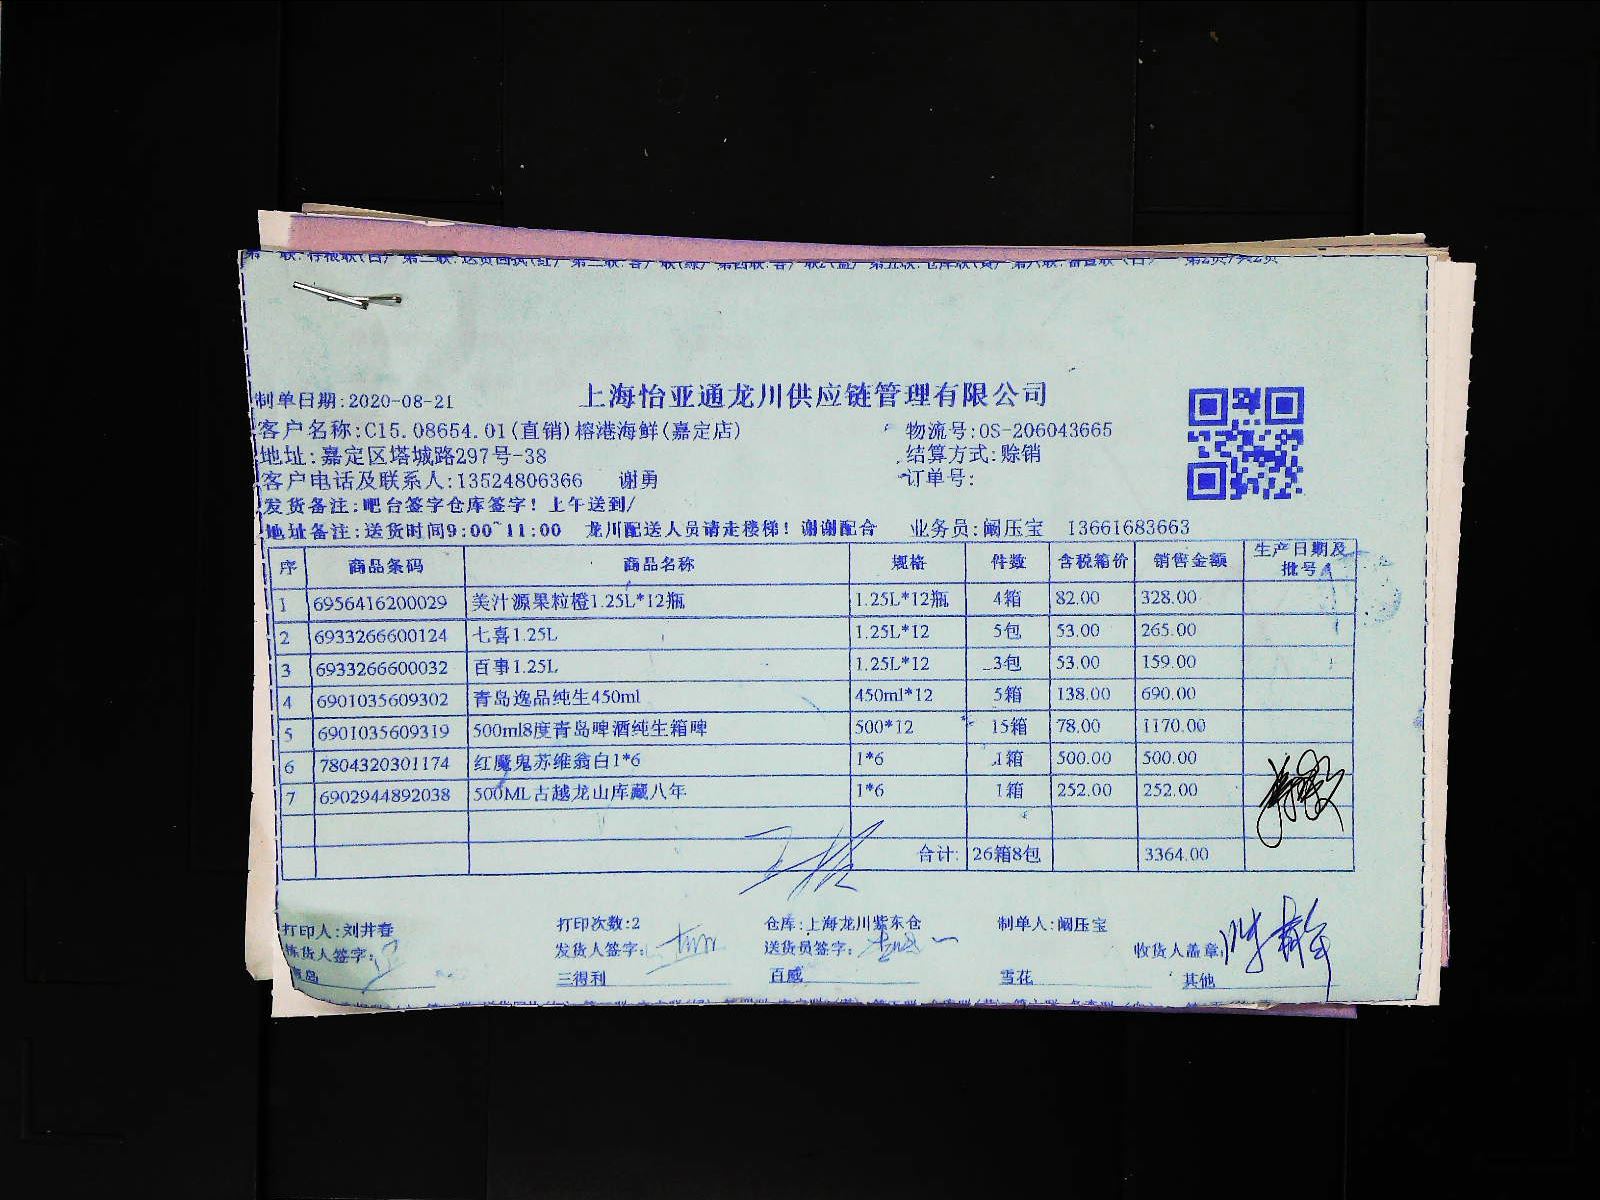 上海怡亚通龙川供应链管理有限公司
制单日期:2020-08-21
客户名称:C15.08654.01(直销)榕港海鲜(嘉定店) 物流号:OS-206043665
地址:嘉定区塔城路297号-38 结算方式:赊销
客户电话及联系人:13524806366 谢勇 订单号:
发货备注:吧台签字仓库签字!上午送到/
地址备注:送货时间9:00~11:00 龙川配送人员请走楼梯!谢谢配合 业务员:阚压宝 13661683663
序 商品条码 商品名称 规格 件数 含税箱价 销售金额 生产日期及批号
1 6956416200029 美汁源果粒橙1.25L*12瓶 1.25L*12瓶 4箱 82.00 328.00
2 6933266600124 七喜1.25L 1.25L*12 5包 53.00 265.00
3 6933266600032 百事1.25L 1.25L*12 3包 53.00 159.00
4 6901035609302 青岛逸品纯生450ml 450ml*12 5箱 138.00 690.00
5 6901035609319 500ml8度青岛啤酒纯生箱啤 500*12 15箱 78.00 1170.00
6 7804320301174 红魔鬼苏维翁白1*6 1*6 1箱 500.00 500.00
7 6902944892038 500ML古越龙山库藏八年 1*6 1箱 252.00 252.00
合计: 26箱8包 3364.00
打印人:刘井春 打印次数:2 仓库:上海龙川紫东仓 制单人:阚压宝
拣货人签字: 发货人签字: 送货员签字: 收货人盖章:
青岛 三得利 百威 雪花 其他